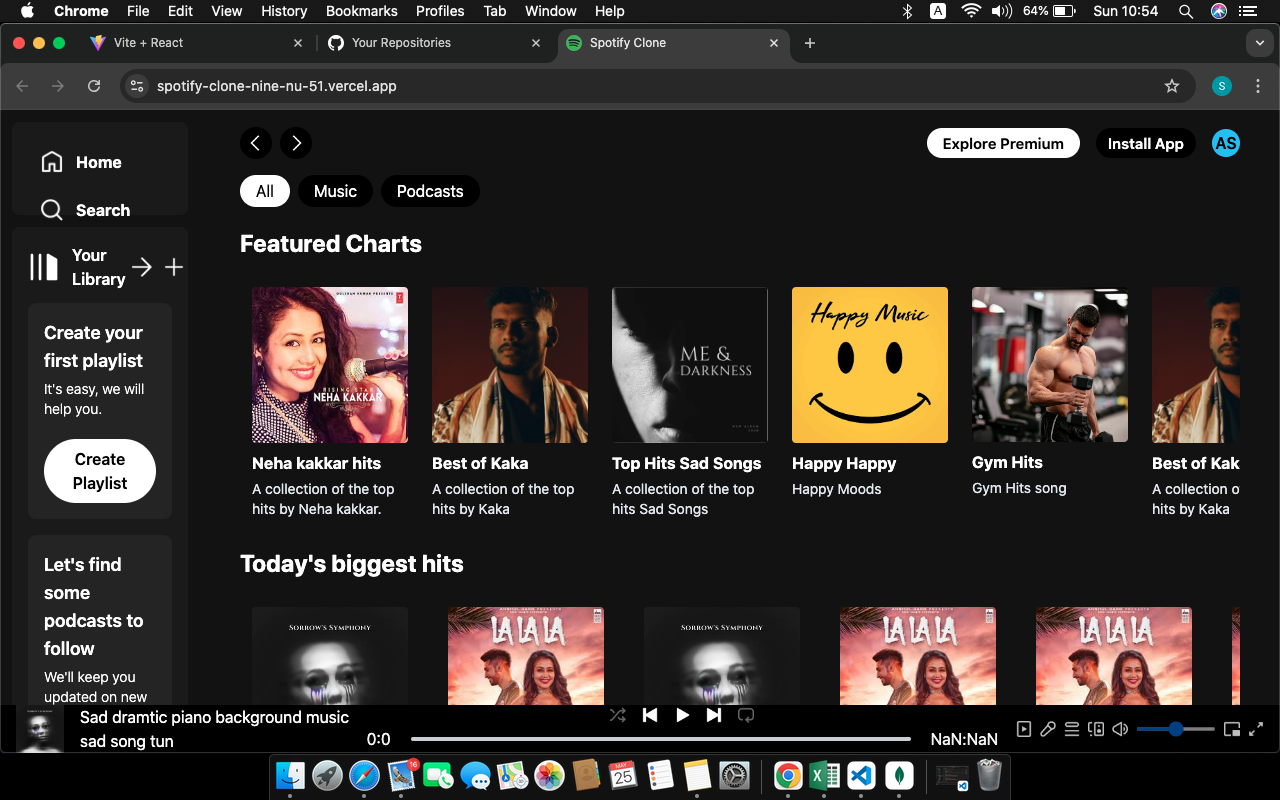 Chrome File Edit View History Bookmarks Profiles Tab Window Help A 64% Sun 10:54
Vite + React Your Repositories Spotify Clone
spotify-clone-nine-nu-51.vercel.app S
Home
Search
Your
Library
Create your
first playlist
It's easy, we will
help you.
Create
Playlist
Let's find
some
podcasts to
follow
We'll keep you
updated on new
Explore Premium Install App AS
All Music Podcasts
Featured Charts
GULSHAN KUMAR PRESENTS
RISING STAR
NEHA KAKKAR
ME &
DARKNESS
Happy Music
Neha kakkar hits
A collection of the top
hits by Neha kakkar.
Best of Kaka
A collection of the top
hits by Kaka
Top Hits Sad Songs
A collection of the top
hits Sad Songs
Happy Happy
Happy Moods
Gym Hits
Gym Hits song
Best of Kak
A collection o
hits by Kaka
Today's biggest hits
SORROW'S SYMPHONY
LA LA LA
SORROW'S SYMPHONY
LA LA LA
LA LA LA
Sad dramtic piano background music
sad song tun
0:0 NaN:NaN
16
MAY
25